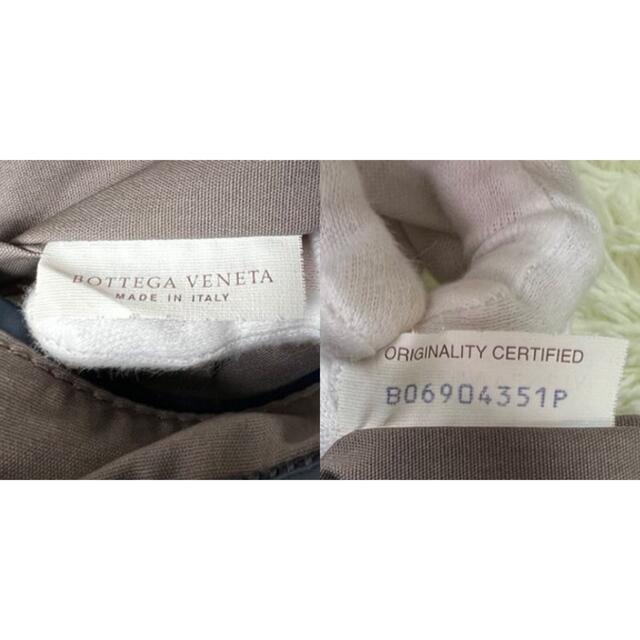 BOTTEGA VENETA
MADE IN ITALY
ORIGINALITY CERTIFIED
B06904351P